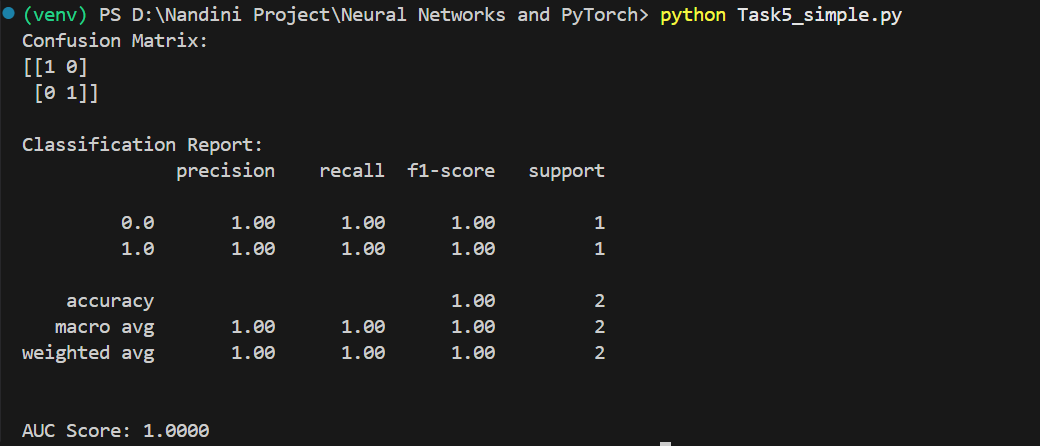 (venv) PS D:\Nandini Project\Neural Networks and PyTorch> python Task5_simple.py
Confusion Matrix:
[[1 0]
 [0 1]]
Classification Report:
              precision    recall  f1-score   support
         0.0       1.00      1.00      1.00         1
         1.0       1.00      1.00      1.00         1
    accuracy                           1.00         2
   macro avg       1.00      1.00      1.00         2
weighted avg       1.00      1.00      1.00         2
AUC Score: 1.0000